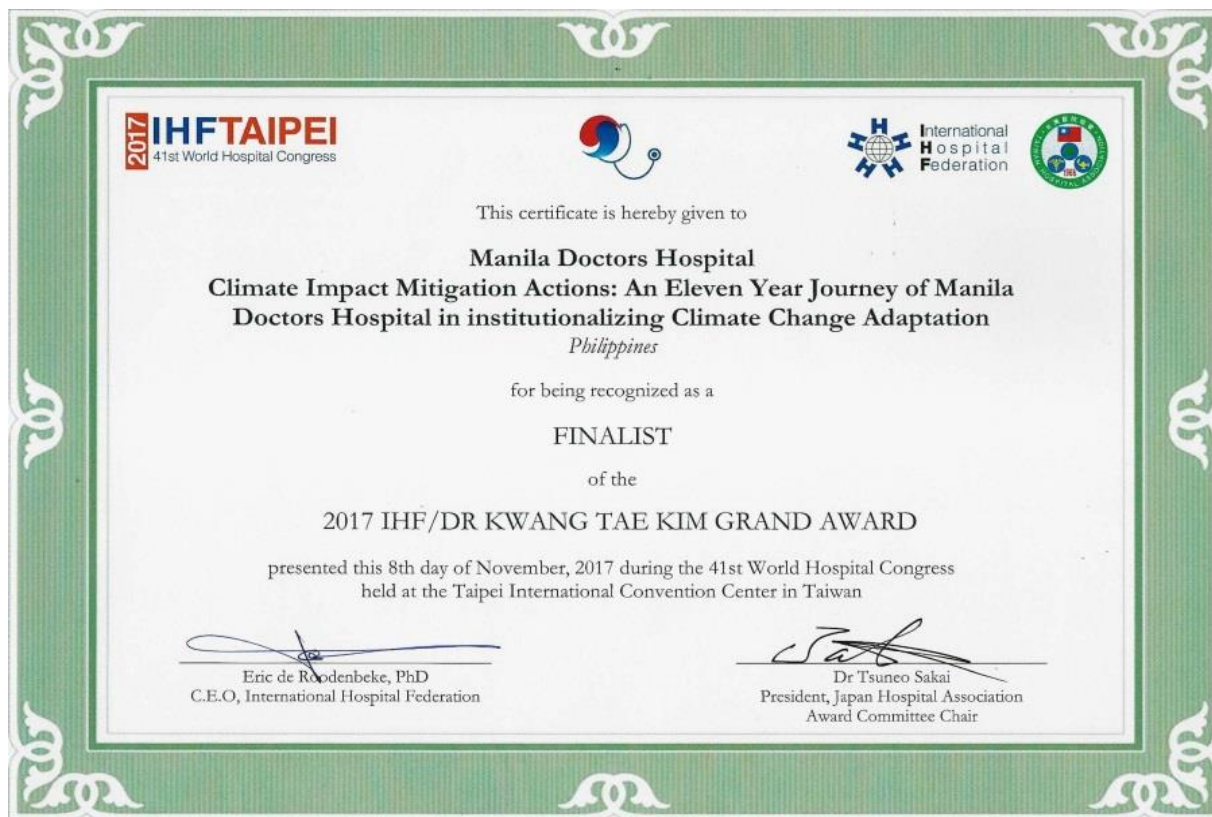 2017 IHFTAIPEI
41st World Hospital Congress
International
Hospital
Federation
1966
This certificate is hereby given to
Manila Doctors Hospital
Climate Impact Mitigation Actions: An Eleven Year Journey of Manila
Doctors Hospital in institutionalizing Climate Change Adaptation
Philippines
for being recognized as a
FINALIST
of the
2017 IHF/DR KWANG TAE KIM GRAND AWARD
presented this 8th day of November, 2017 during the 41st World Hospital Congress
held at the Taipei International Convention Center in Taiwan
Eric de Roodenbeke, PhD
C.E.O, International Hospital Federation
Dr Tsuneo Sakai
President, Japan Hospital Association
Award Committee Chair